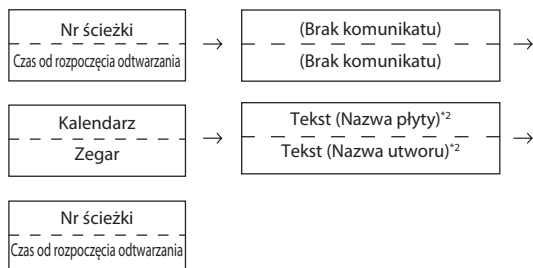 Nr ścieżki
Czas od rozpoczęcia odtwarzania
→
(Brak komunikatu)
(Brak komunikatu)
→
Kalendarz
Zegar
→
Tekst (Nazwa płyty)*2
Tekst (Nazwa utworu)*2
→
Nr ścieżki
Czas od rozpoczęcia odtwarzania